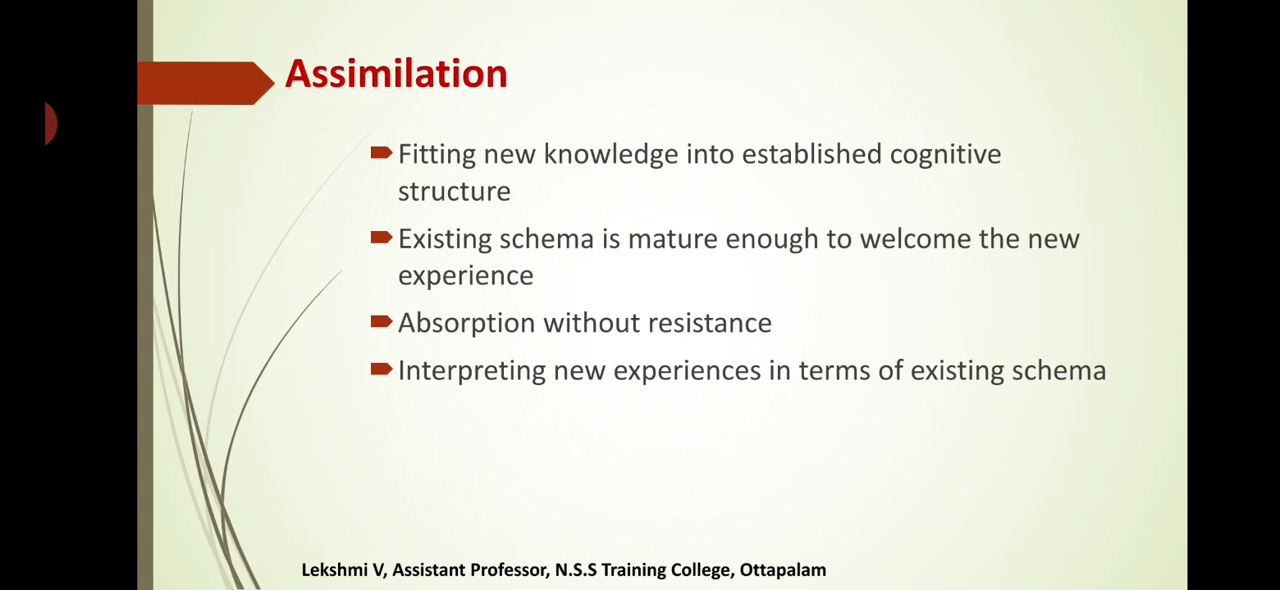 Assimilation
Fitting new knowledge into established cognitive
structure
Existing schema is mature enough to welcome the new
experience
Absorption without resistance
Interpreting new experiences in terms of existing schema
Lekshmi V, Assistant Professor, N.S.S Training College, Ottapalam